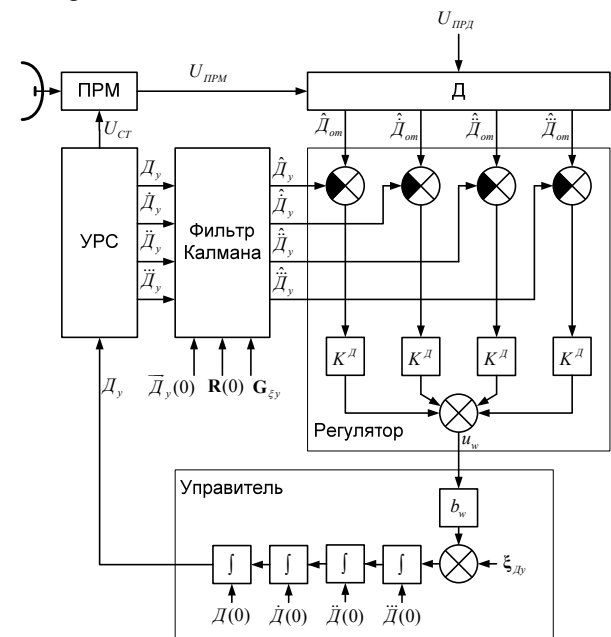 U_ПРД
ПРМ
U_ПРМ
Д
U_СТ
Д̂_от
Д̂̇_от
Д̂̈_от
Д̂⃛_от
УРС
Д_у
Д̇_у
Д̈_у
Д⃛_у
Фильтр
Калмана
Д̂_у
Д̂̇_у
Д̂̈_у
Д̂⃛_у
K^Д
K^Д
K^Д
K^Д
Д_у
Д̄_у(0)
R(0)
G_ξу
Регулятор
u_w
Управитель
b_w
∫
∫
∫
∫
ξ_Ду
Д(0)
Д̇(0)
Д̈(0)
Д⃛(0)